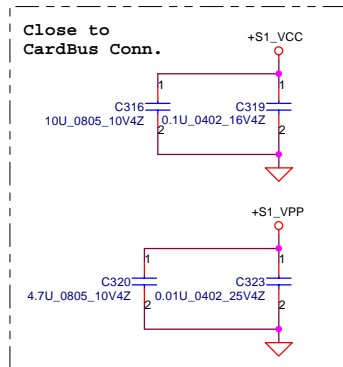 Close to
CardBus Conn.
+S1_VCC
1
1
C316
C319
10U_0805_10V4Z
0.1U_0402_16V4Z
2
2
+S1_VPP
1
1
C320
C323
4.7U_0805_10V4Z
0.01U_0402_25V4Z
2
2